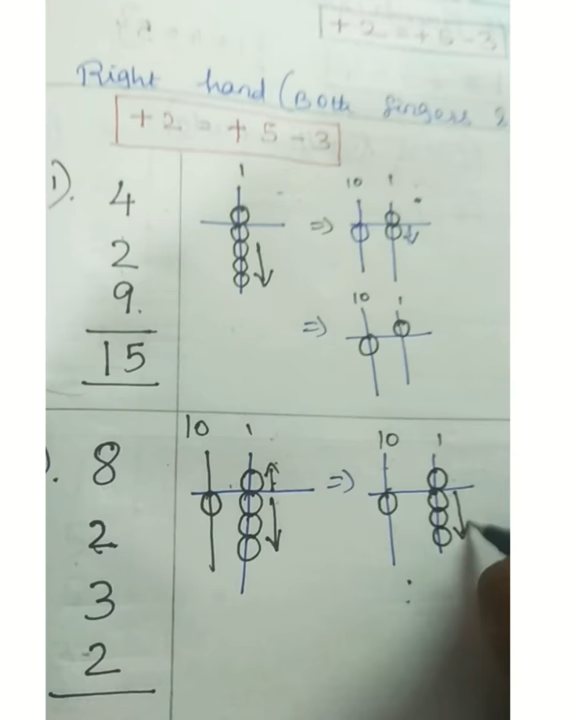 + 2 = + 5 - 3
Right hand (Both fingers 2
+ 2 = + 5 - 3
1). 4
2
9.
15
1
⇒ 10 1
⇒ 10 1
). 8
2
3
2
10 1
⇒ 10 1